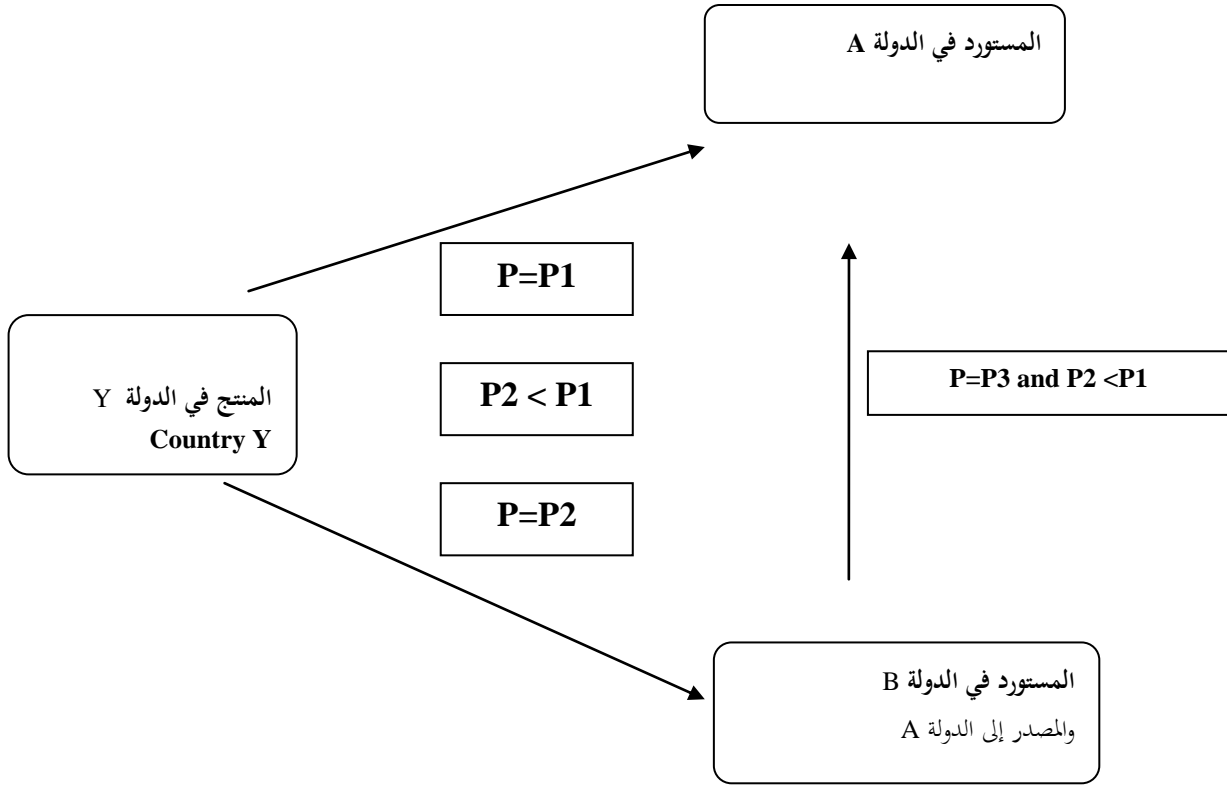 المستورد في الدولة A
P=P1
المنتج في الدولة Y
Country Y
P2 < P1
P=P3 and P2 <P1
P=P2
المستورد في الدولة B
والمصدر إلى الدولة A